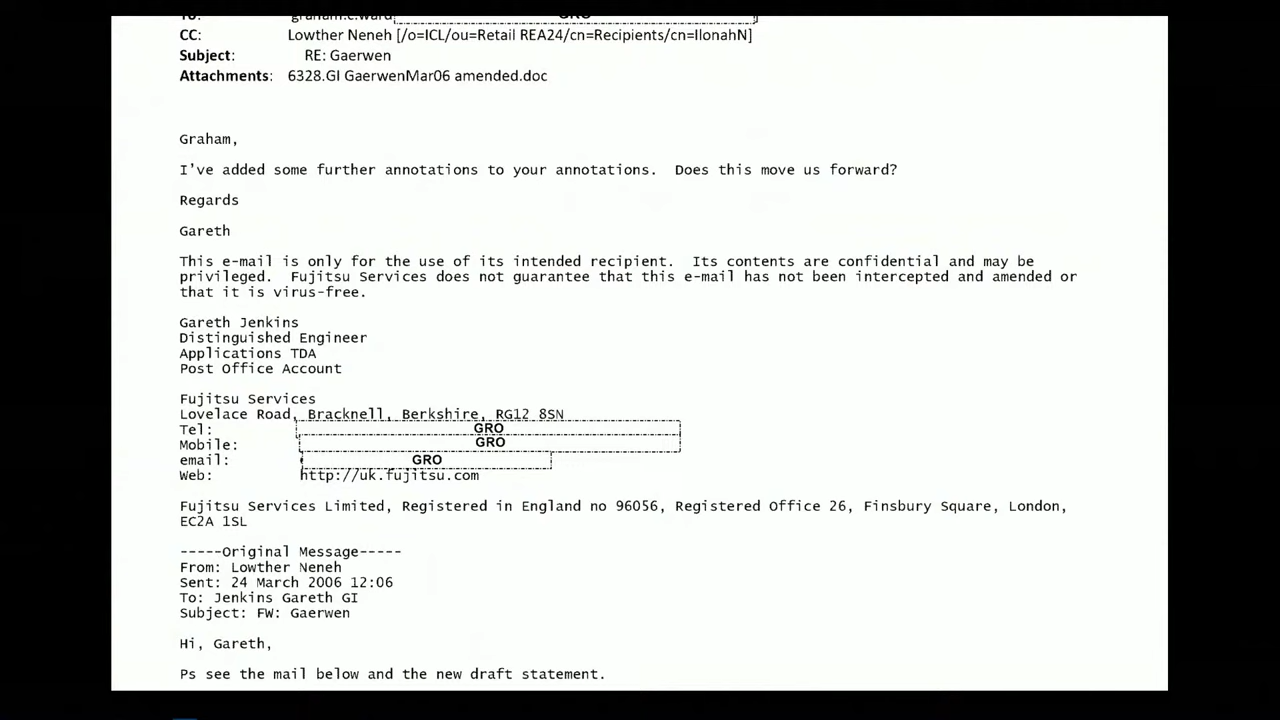 To: graham.c.ward GRO
CC: Lowther Neneh [/o=ICL/ou=Retail REA24/cn=Recipients/cn=IlonahN]
Subject: RE: Gaerwen
Attachments: 6328.GI GaerwenMar06 amended.doc
Graham,
I've added some further annotations to your annotations. Does this move us forward?
Regards
Gareth
This e-mail is only for the use of its intended recipient. Its contents are confidential and may be
privileged. Fujitsu Services does not guarantee that this e-mail has not been intercepted and amended or
that it is virus-free.
Gareth Jenkins
Distinguished Engineer
Applications TDA
Post Office Account
Fujitsu Services
Lovelace Road, Bracknell, Berkshire, RG12 8SN
Tel: GRO
Mobile: GRO
email: GRO
Web: http://uk.fujitsu.com
Fujitsu Services Limited, Registered in England no 96056, Registered Office 26, Finsbury Square, London,
EC2A 1SL
-----Original Message-----
From: Lowther Neneh
Sent: 24 March 2006 12:06
To: Jenkins Gareth GI
Subject: FW: Gaerwen
Hi, Gareth,
Ps see the mail below and the new draft statement.